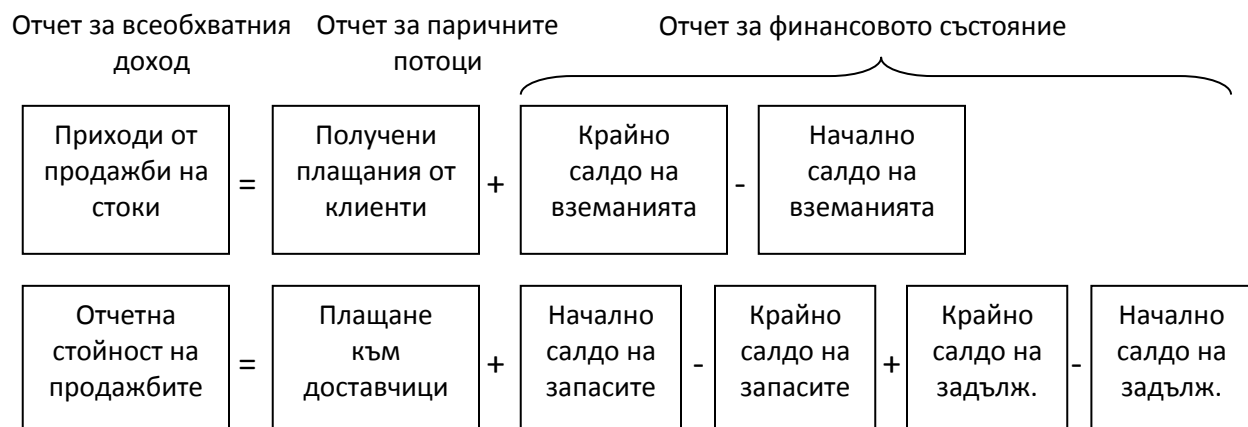 Отчет за всеобхватния
доход
Отчет за паричните
потоци
Отчет за финансовото състояние
Приходи от
продажби на
стоки
=
Получени
плащания от
клиенти
+
Крайно
салдо на
вземанията
-
Начално
салдо на
вземанията
Отчетна
стойност на
продажбите
=
Плащане
към
доставчици
+
Начално
салдо на
запасите
-
Крайно
салдо на
запасите
+
Крайно
салдо на
задълж.
-
Начално
салдо на
задълж.